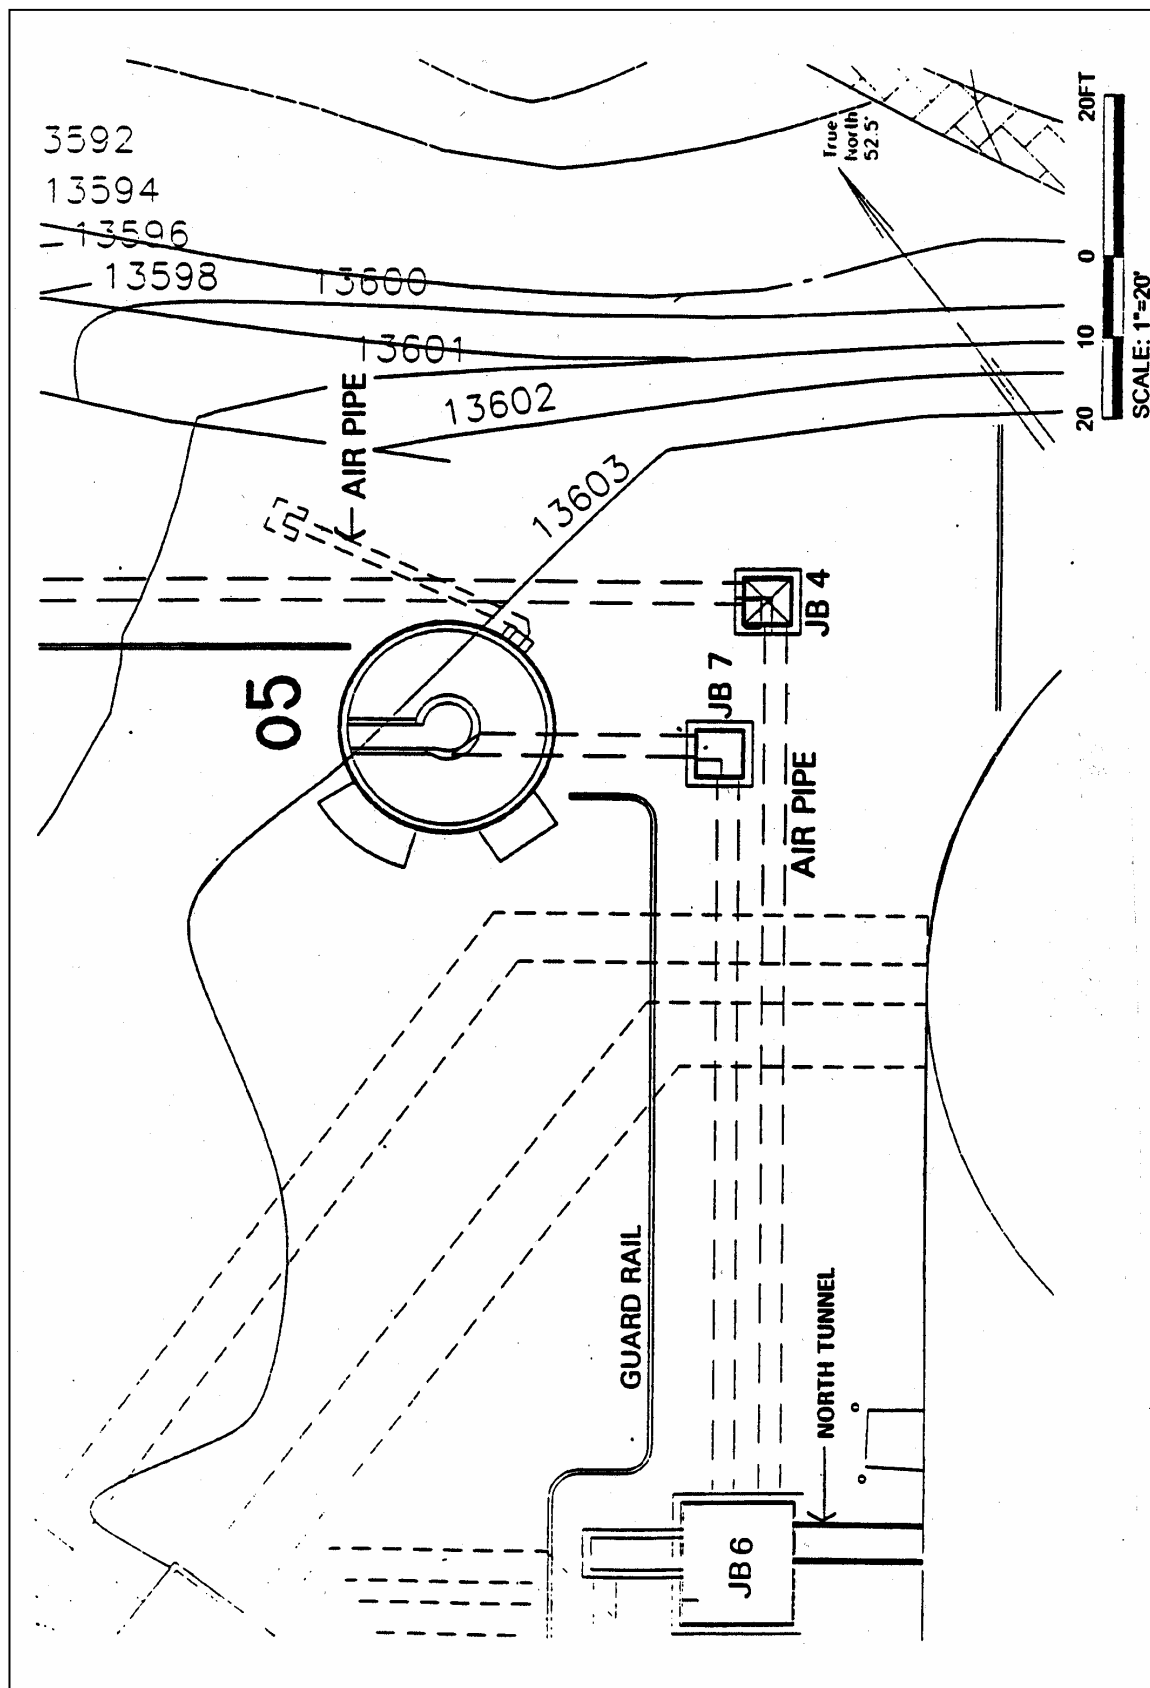 3592
13594
13596
13598
13600
13601
13602
13603
AIR PIPE
True
North
52.5°
20FT
0
10
20
SCALE: 1"=20'
05
JB 4
JB 7
AIR PIPE
GUARD RAIL
NORTH TUNNEL
JB 6